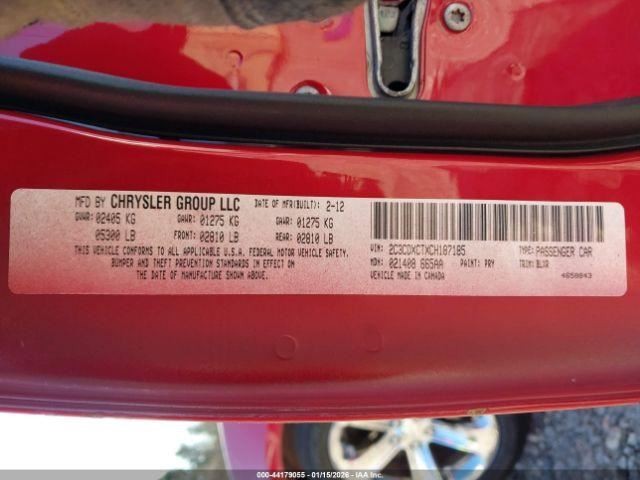 MFD BY CHRYSLER GROUP LLC DATE OF MFR(BUILT): 2-12
GVWR: 02405 KG GAWR: 01275 KG GAWR: 01275 KG
05300 LB FRONT: 02810 LB REAR: 02810 LB
THIS VEHICLE CONFORMS TO ALL APPLICABLE U.S.A. FEDERAL MOTOR VEHICLE SAFETY,
BUMPER AND THEFT PREVENTION STANDARDS IN EFFECT ON
THE DATE OF MANUFACTURE SHOWN ABOVE.
VIN: 2C3CDXCTXCH187185 TYPE: PASSENGER CAR
MDH: 021408 665AA PAINT: PRY TRIM: BLXR
VEHICLE MADE IN CANADA 4658843
000-44179055 - 01/15/2026 - IAA Inc.